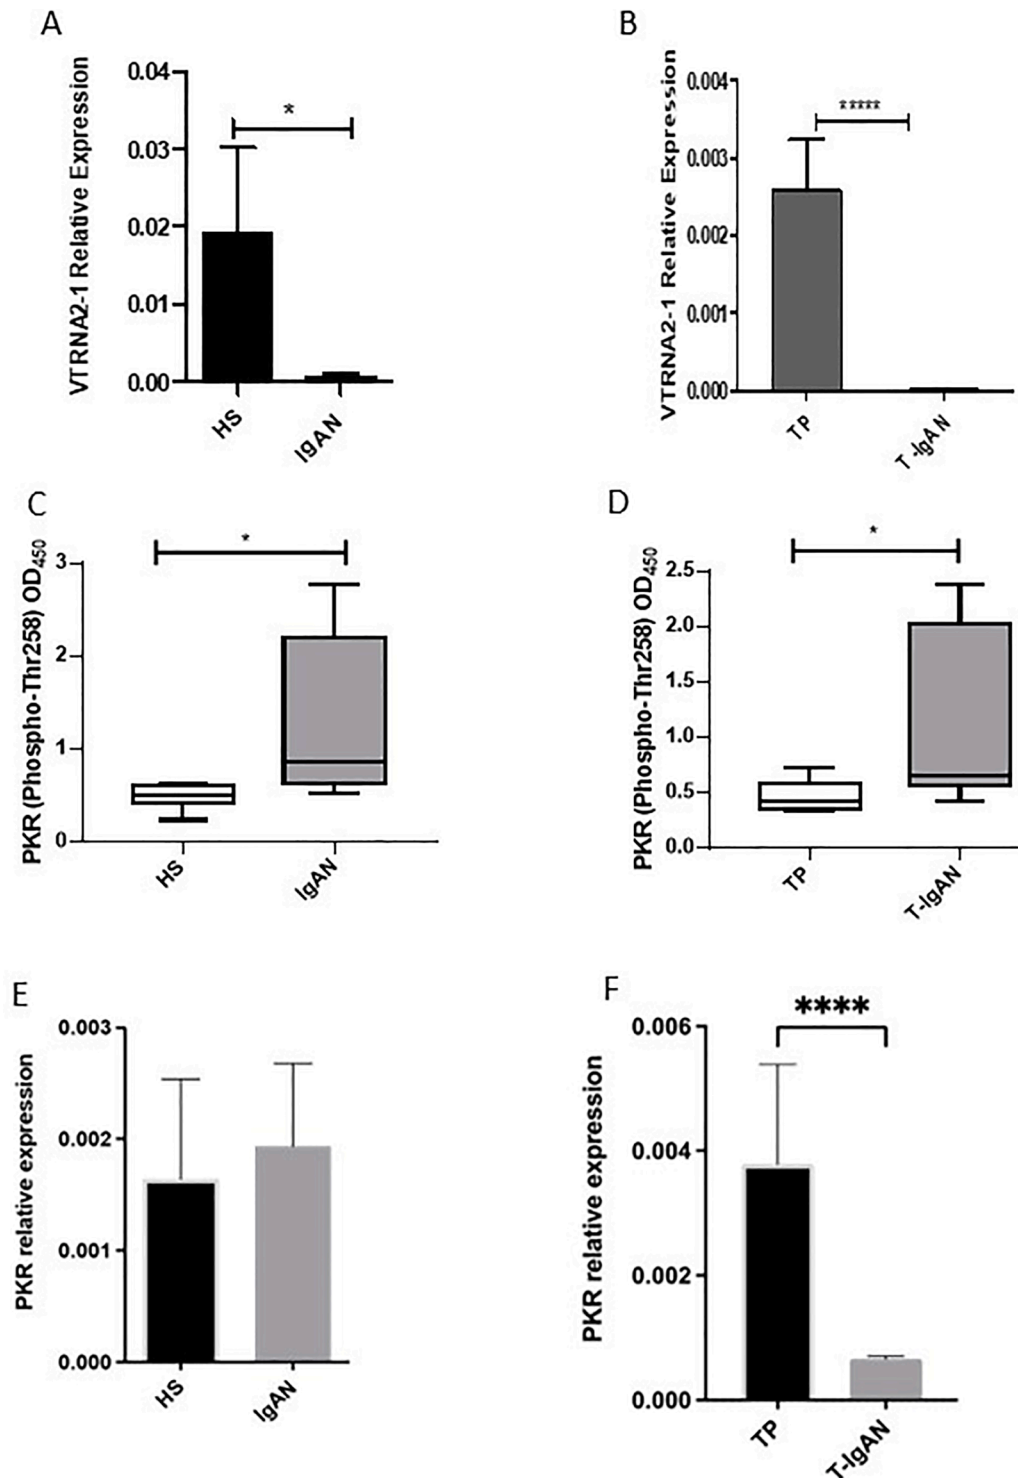 A
VTRNA2-1 Relative Expression
0.04
0.03
0.02
0.01
0.00
*
HS
IgAN
B
VTRNA2-1 Relative Expression
0.004
0.003
0.002
0.001
0.000
*****
TP
T-IgAN
C
PKR (Phospho-Thr258) OD450
3
2
1
0
*
HS
IgAN
D
PKR (Phospho-Thr258) OD450
2.5
2.0
1.5
1.0
0.5
0.0
*
TP
T-IgAN
E
PKR relative expression
0.003
0.002
0.001
0.000
HS
IgAN
F
PKR relative expression
0.006
0.004
0.002
0.000
****
TP
T-IgAN